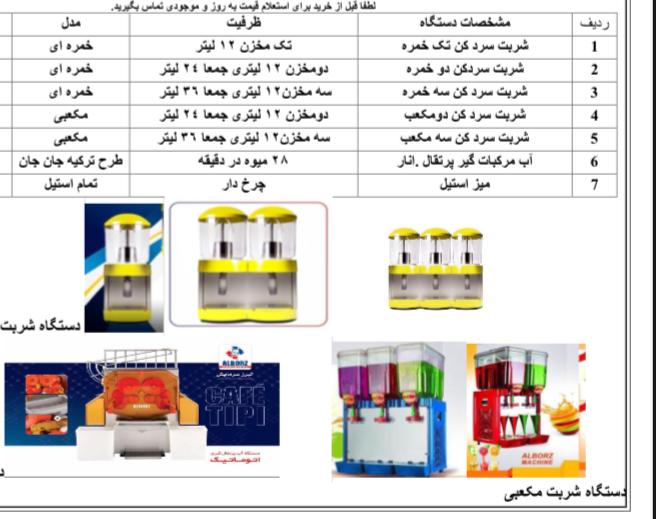 لطفا قبل از خرید برای استعلام قیمت به روز و موجودی تماس بگیرید.
ردیف مشخصات دستگاه ظرفیت مدل
1 شربت سرد کن تک خمره تک مخزن ۱۲ لیتر خمره ای
2 شربت سردکن دو خمره دومخزن ۱۲ لیتری جمعا ۲٤ لیتر خمره ای
3 شربت سرد کن سه خمره سه مخزن۱۲ لیتری جمعا ۳٦ لیتر خمره ای
4 شربت سرد کن دومکعب دومخزن ۱۲ لیتری جمعا ۲٤ لیتر مکعبی
5 شربت سرد کن سه مکعب سه مخزن۱۲ لیتری جمعا ۳٦ لیتر مکعبی
6 آب مرکبات گیر پرتقال .انار ۲۸ میوه در دقیقه طرح ترکیه جان جان
7 میز استیل چرخ دار تمام استیل
دستگاه شربت
ALBORZ
CAFÉ
TIPI
اتوماتیک
ALBORZ
MACHINE
دستگاه شربت مکعبی